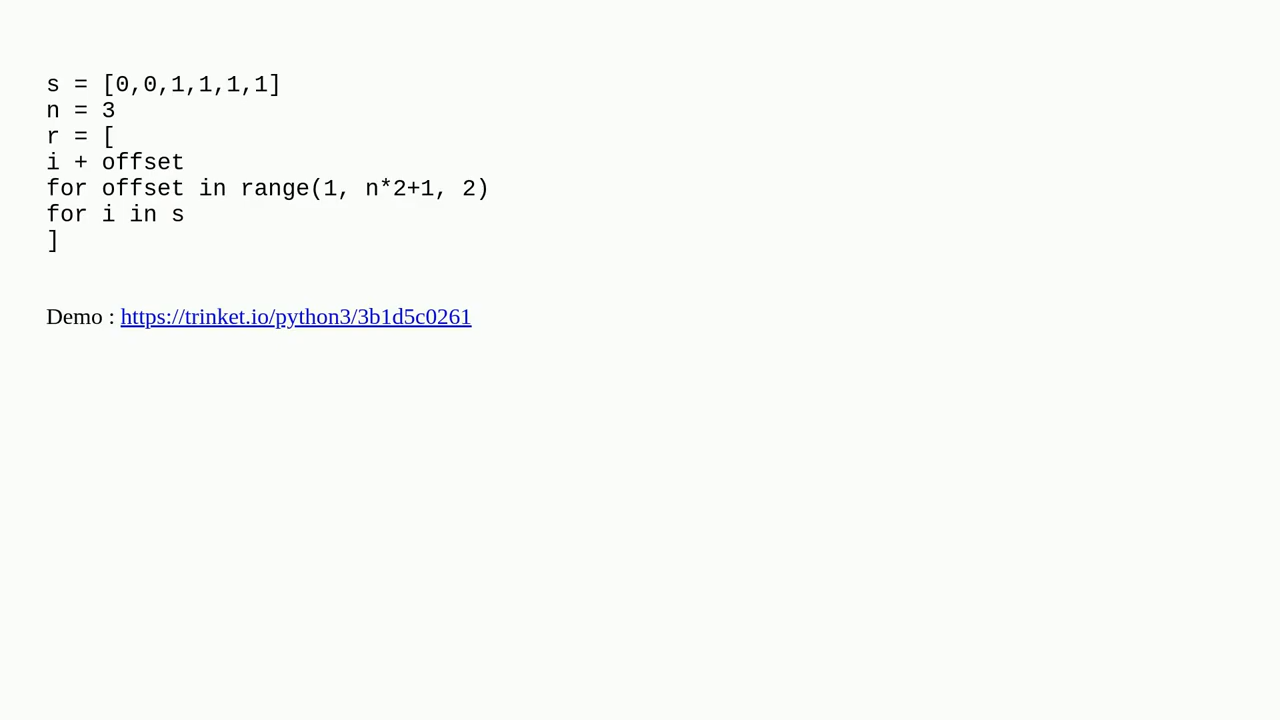 s = [0,0,1,1,1,1]
n = 3
r = [
i + offset
for offset in range(1, n*2+1, 2)
for i in s
]
Demo : https://trinket.io/python3/3b1d5c0261